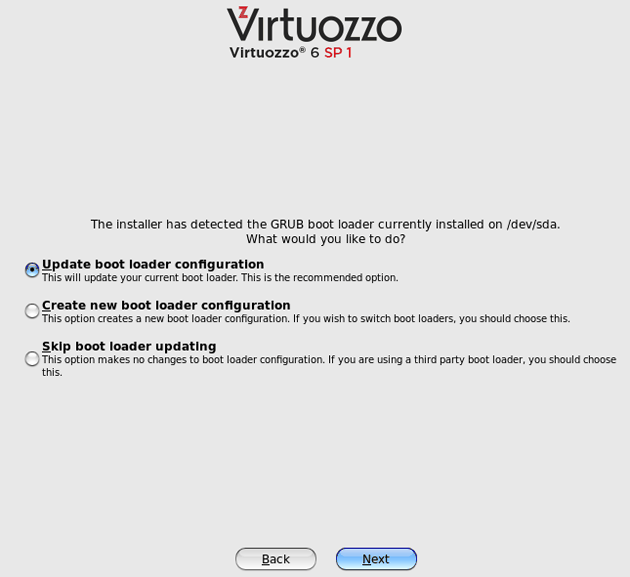 Virtuozzo
Virtuozzo® 6 SP 1
The installer has detected the GRUB boot loader currently installed on /dev/sda.
What would you like to do?
Update boot loader configuration
This will update your current boot loader. This is the recommended option.
Create new boot loader configuration
This option creates a new boot loader configuration. If you wish to switch boot loaders, you should choose this.
Skip boot loader updating
This option makes no changes to boot loader configuration. If you are using a third party boot loader, you should choose
this.
Back Next